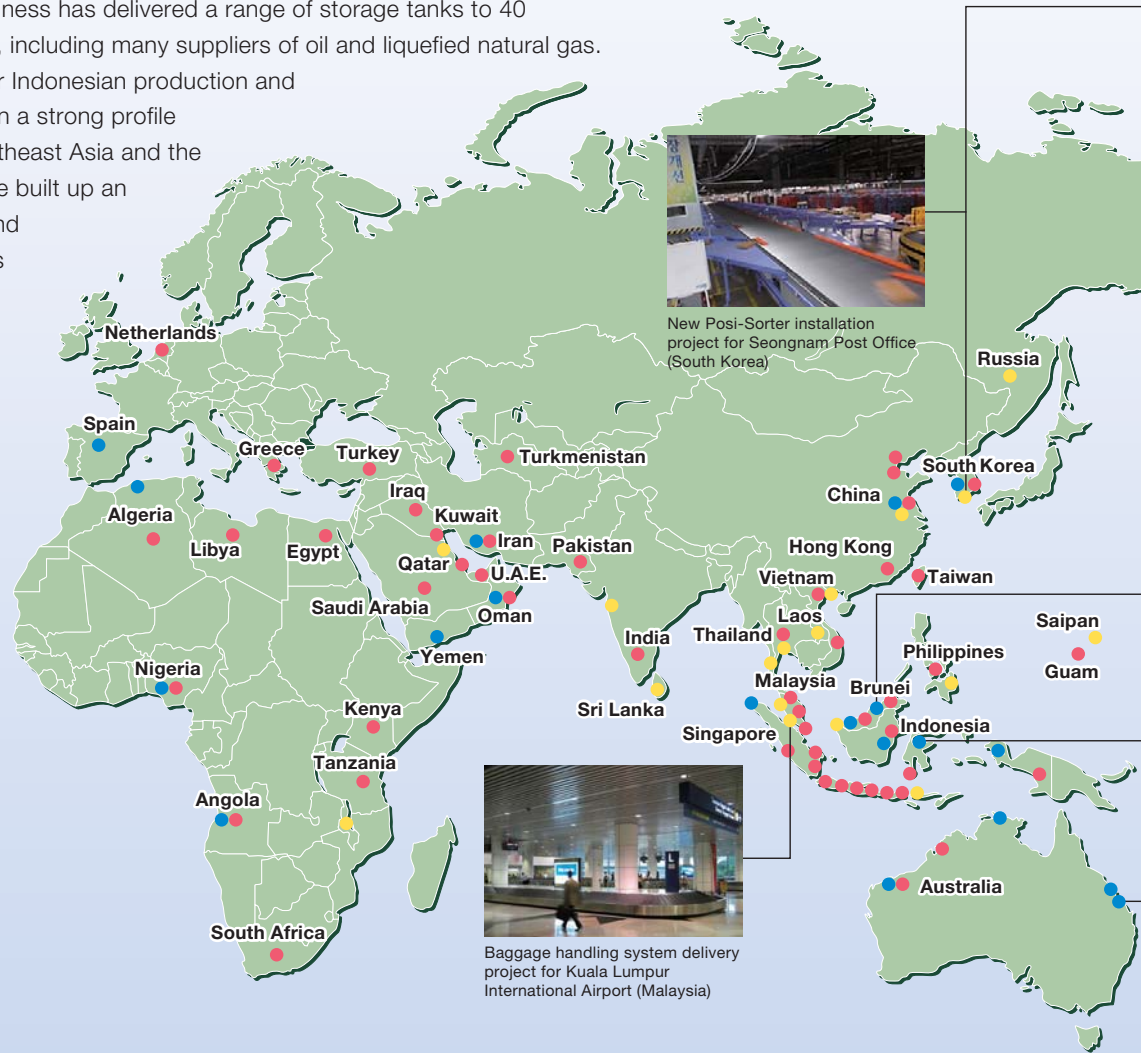 ness has delivered a range of storage tanks to 40
, including many suppliers of oil and liquefied natural gas.
r Indonesian production and
n a strong profile
theast Asia and the
e built up an
nd
s
New Posi-Sorter installation
project for Seongnam Post Office
(South Korea)
Netherlands
Russia
Spain
Greece
Turkey
Turkmenistan
South Korea
China
Algeria
Libya
Egypt
Iraq
Kuwait
Iran
Pakistan
Hong Kong
Qatar
U.A.E.
Vietnam
Taiwan
Saudi Arabia
Oman
Laos
Saipan
Yemen
India
Thailand
Philippines
Guam
Nigeria
Malaysia
Brunei
Kenya
Sri Lanka
Singapore
Indonesia
Tanzania
Angola
Australia
South Africa
Baggage handling system delivery
project for Kuala Lumpur
International Airport (Malaysia)